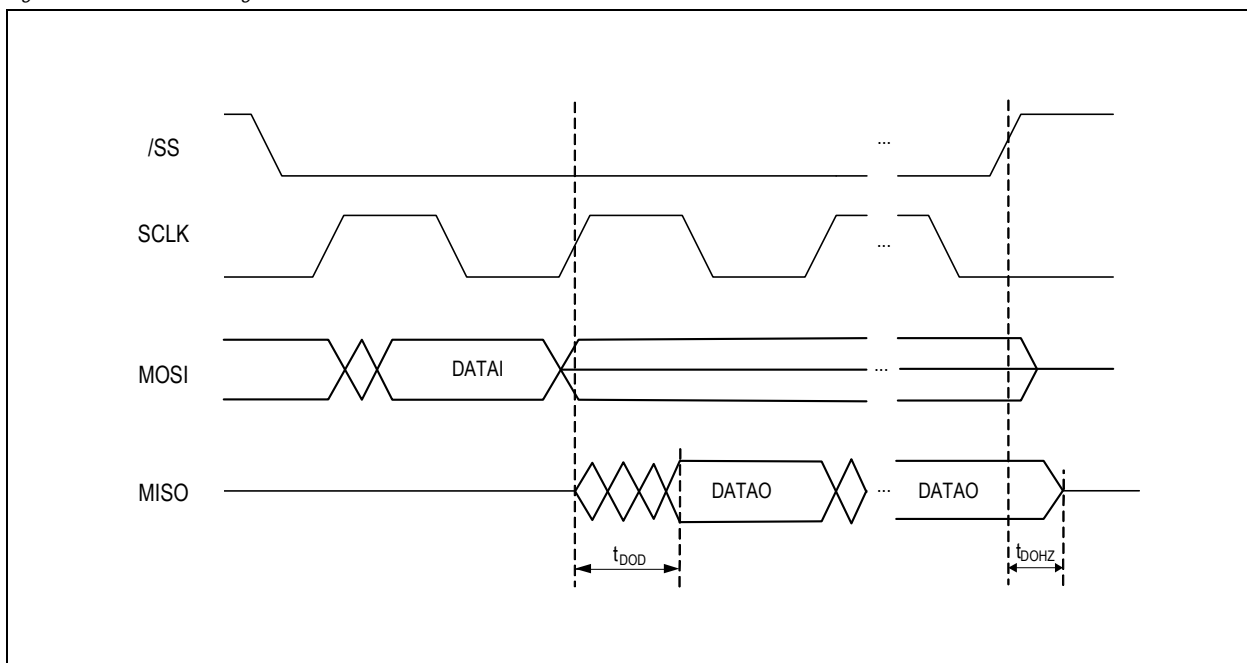 /SS
...
SCLK
...
MOSI
DATAI
...
MISO
DATAO
...
DATAO
tDOD
tDOHZ